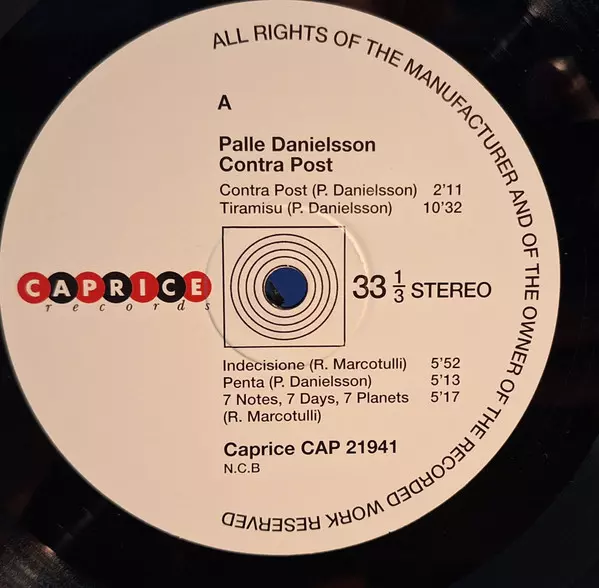 ALL RIGHTS OF THE MANUFACTURER AND OF THE OWNER OF THE RECORDED WORK RESERVED
A
Palle Danielsson
Contra Post
Contra Post (P. Danielsson) 2'11
Tiramisu (P. Danielsson) 10'32
CAPRICE
records
33 1/3 STEREO
Indecisione (R. Marcotulli) 5'52
Penta (P. Danielsson) 5'13
7 Notes, 7 Days, 7 Planets 5'17
(R. Marcotulli)
Caprice CAP 21941
N.C.B